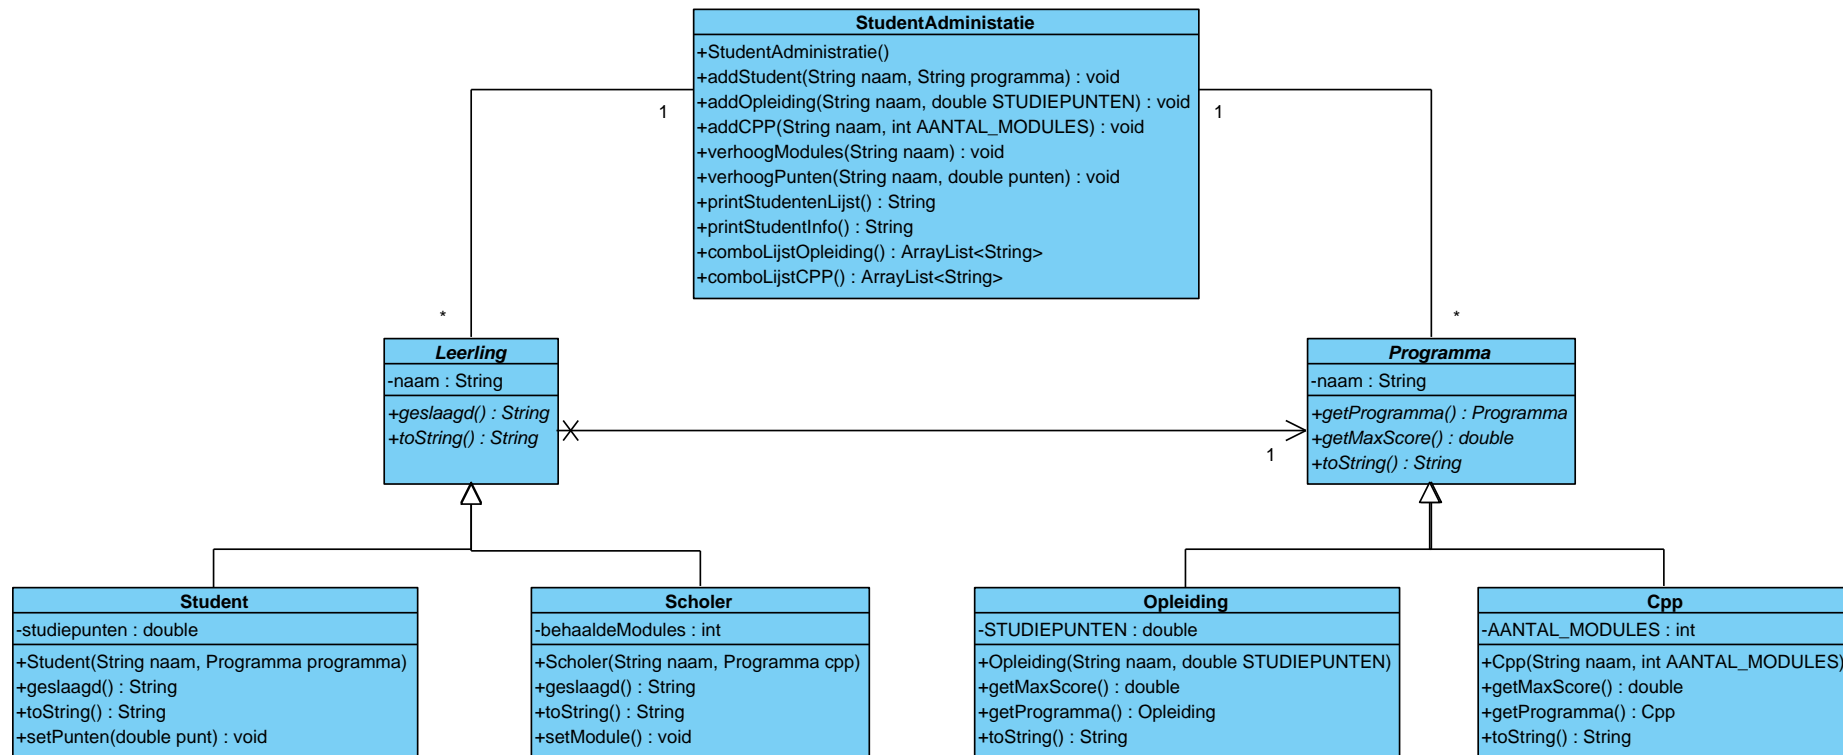 StudentAdministatie
+StudentAdministratie()
+addStudent(String naam, String programma) : void
+addOpleiding(String naam, double STUDIEPUNTEN) : void
+addCPP(String naam, int AANTAL_MODULES) : void
+verhoogModules(String naam) : void
+verhoogPunten(String naam, double punten) : void
+printStudentenLijst() : String
+printStudentInfo() : String
+comboLijstOpleiding() : ArrayList<String>
+comboLijstCPP() : ArrayList<String>
1
1
*
*
Leerling
-naam : String
+geslaagd() : String
+toString() : String
Programma
-naam : String
+getProgramma() : Programma
+getMaxScore() : double
+toString() : String
1
Student
-studiepunten : double
+Student(String naam, Programma programma)
+geslaagd() : String
+toString() : String
+setPunten(double punt) : void
Scholer
-behaaldeModules : int
+Scholer(String naam, Programma cpp)
+geslaagd() : String
+toString() : String
+setModule() : void
Opleiding
-STUDIEPUNTEN : double
+Opleiding(String naam, double STUDIEPUNTEN)
+getMaxScore() : double
+getProgramma() : Opleiding
+toString() : String
Cpp
-AANTAL_MODULES : int
+Cpp(String naam, int AANTAL_MODULES)
+getMaxScore() : double
+getProgramma() : Cpp
+toString() : String